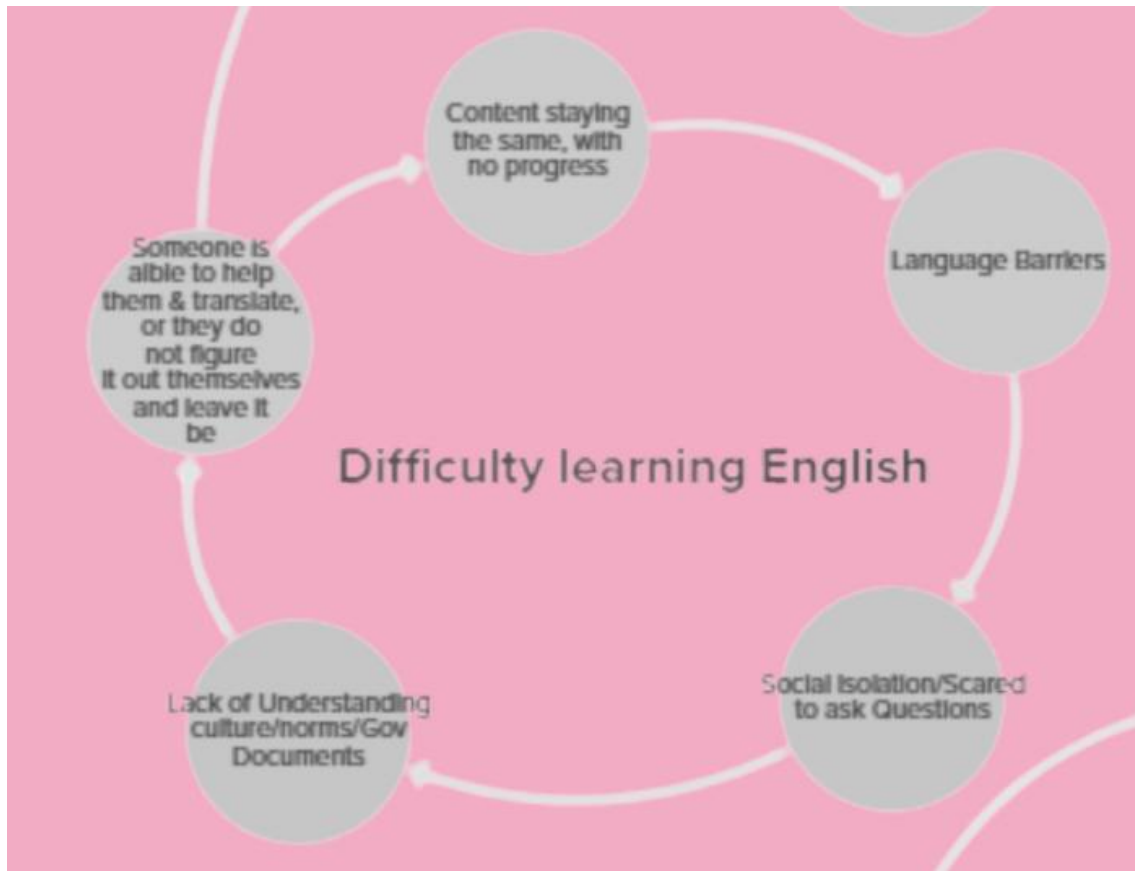 Content staying
the same, with
no progress
Language Barriers
Social Isolation/Scared
to ask Questions
Lack of Understanding
culture/norms/Gov
Documents
Someone is
aible to help
them & translate,
or they do
not figure
it out themselves
and leave it
be
Difficulty learning English